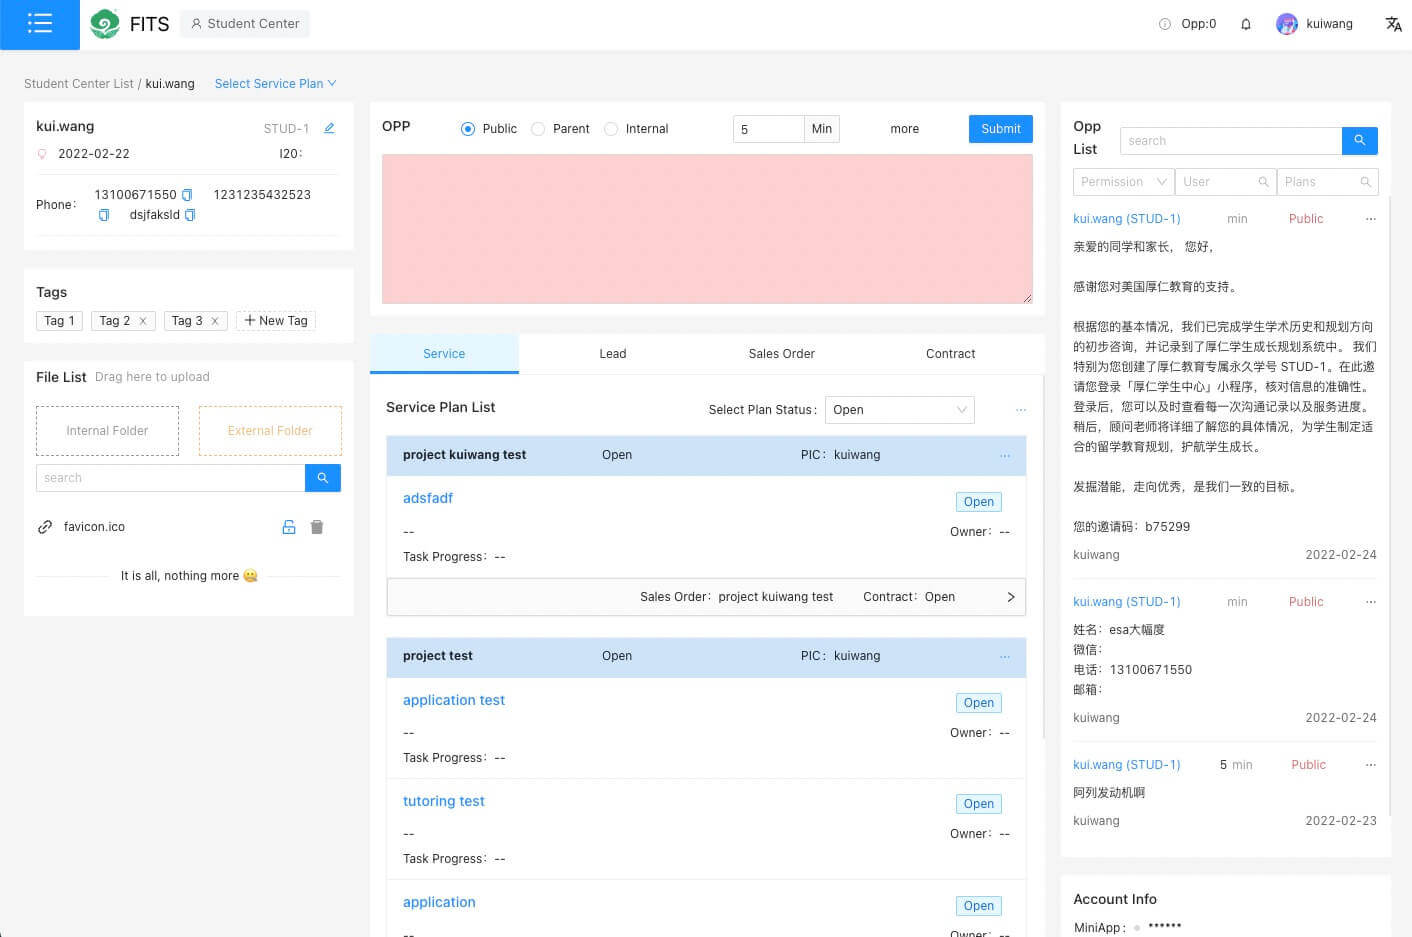 FITS
Student Center
Opp:0
kuiwang
Student Center List / kui.wang
Select Service Plan
kui.wang
STUD-1
2022-02-22
I20：
Phone：
13100671550
1231235432523
dsjfaksld
Tags
Tag 1
Tag 2
Tag 3
New Tag
File List
Drag here to upload
Internal Folder
External Folder
search
favicon.ico
It is all, nothing more
OPP
Public
Parent
Internal
5
Min
more
Submit
Service
Lead
Sales Order
Contract
Service Plan List
Select Plan Status：
Open
...
project kuiwang test
Open
PIC： kuiwang
...
adsfadf
Open
--
Owner：--
Task Progress：--
Sales Order：project kuiwang test
Contract：Open
project test
Open
PIC： kuiwang
...
application test
Open
--
Owner：--
Task Progress：--
tutoring test
Open
--
Owner：--
Task Progress：--
application
Open
--
Owner：--
Opp
List
search
Permission
User
Plans
kui.wang (STUD-1)
min
Public
...
亲爱的同学和家长， 您好，
感谢您对美国厚仁教育的支持。
根据您的基本情况，我们已完成学生学术历史和规划方向
的初步咨询，并记录到了厚仁学生成长规划系统中。 我们
特别为您创建了厚仁教育专属永久学号 STUD-1。在此邀
请您登录「厚仁学生中心」小程序，核对信息的准确性。
登录后，您可以及时查看每一次沟通记录以及服务进度。
稍后，顾问老师将详细了解您的具体情况，为学生制定适
合的留学教育规划，护航学生成长。
发掘潜能，走向优秀，是我们一致的目标。
您的邀请码：b75299
kuiwang
2022-02-24
kui.wang (STUD-1)
min
Public
...
姓名：esa大幅度
微信：
电话：13100671550
邮箱：
kuiwang
2022-02-24
kui.wang (STUD-1)
5 min
Public
...
阿列发动机啊
kuiwang
2022-02-23
Account Info
MiniApp：
******